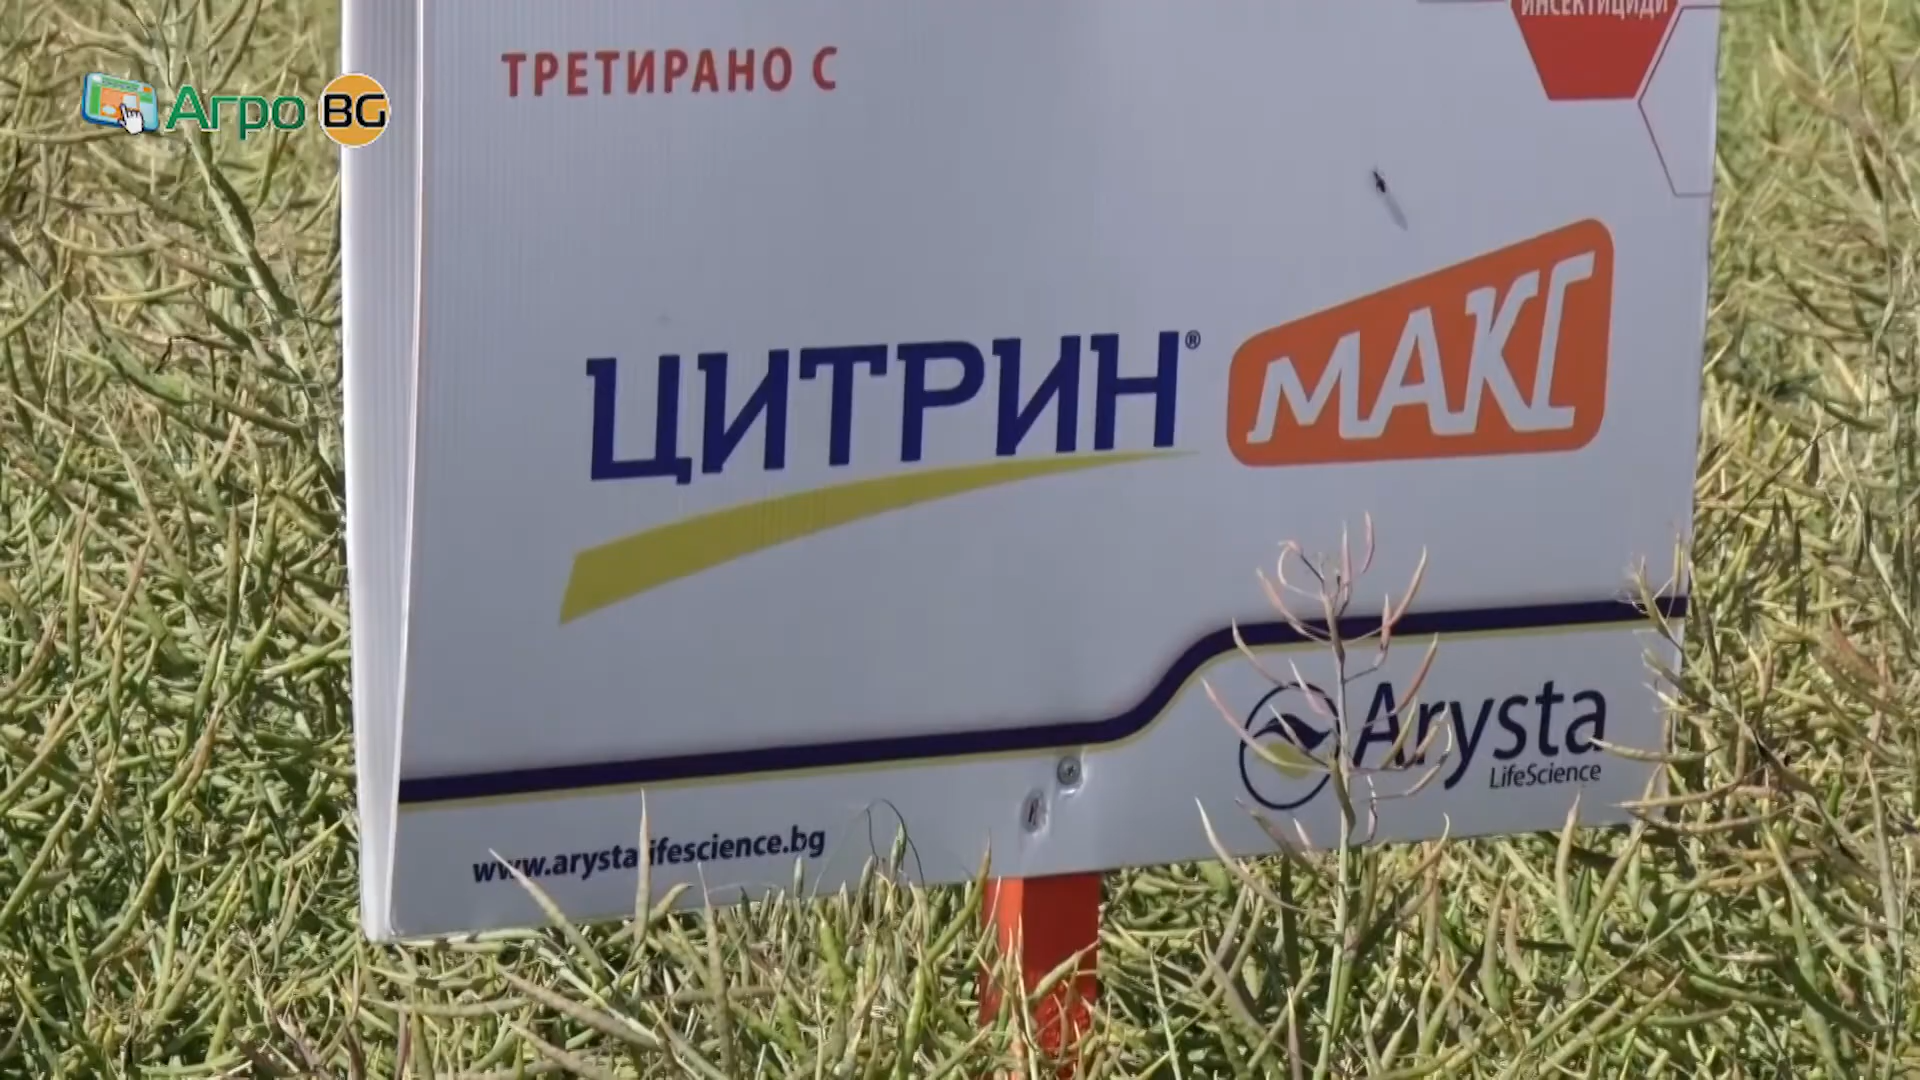 ИНСЕКТИЦИДИ
ТРЕТИРАНО С
Агро BG
ЦИТРИН® МАКС
Arysta
LifeScience
www.arystalifescience.bg